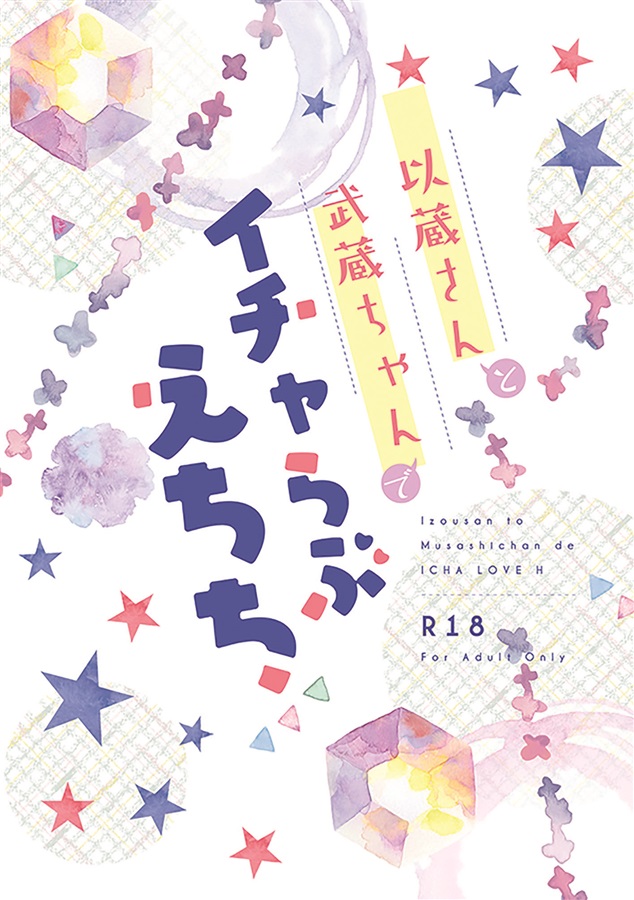 以蔵さんと
武蔵ちゃんで
イチャらぶ
えちち
Izousan to
Musashichan de
ICHA LOVE H
R18
For Adult Only